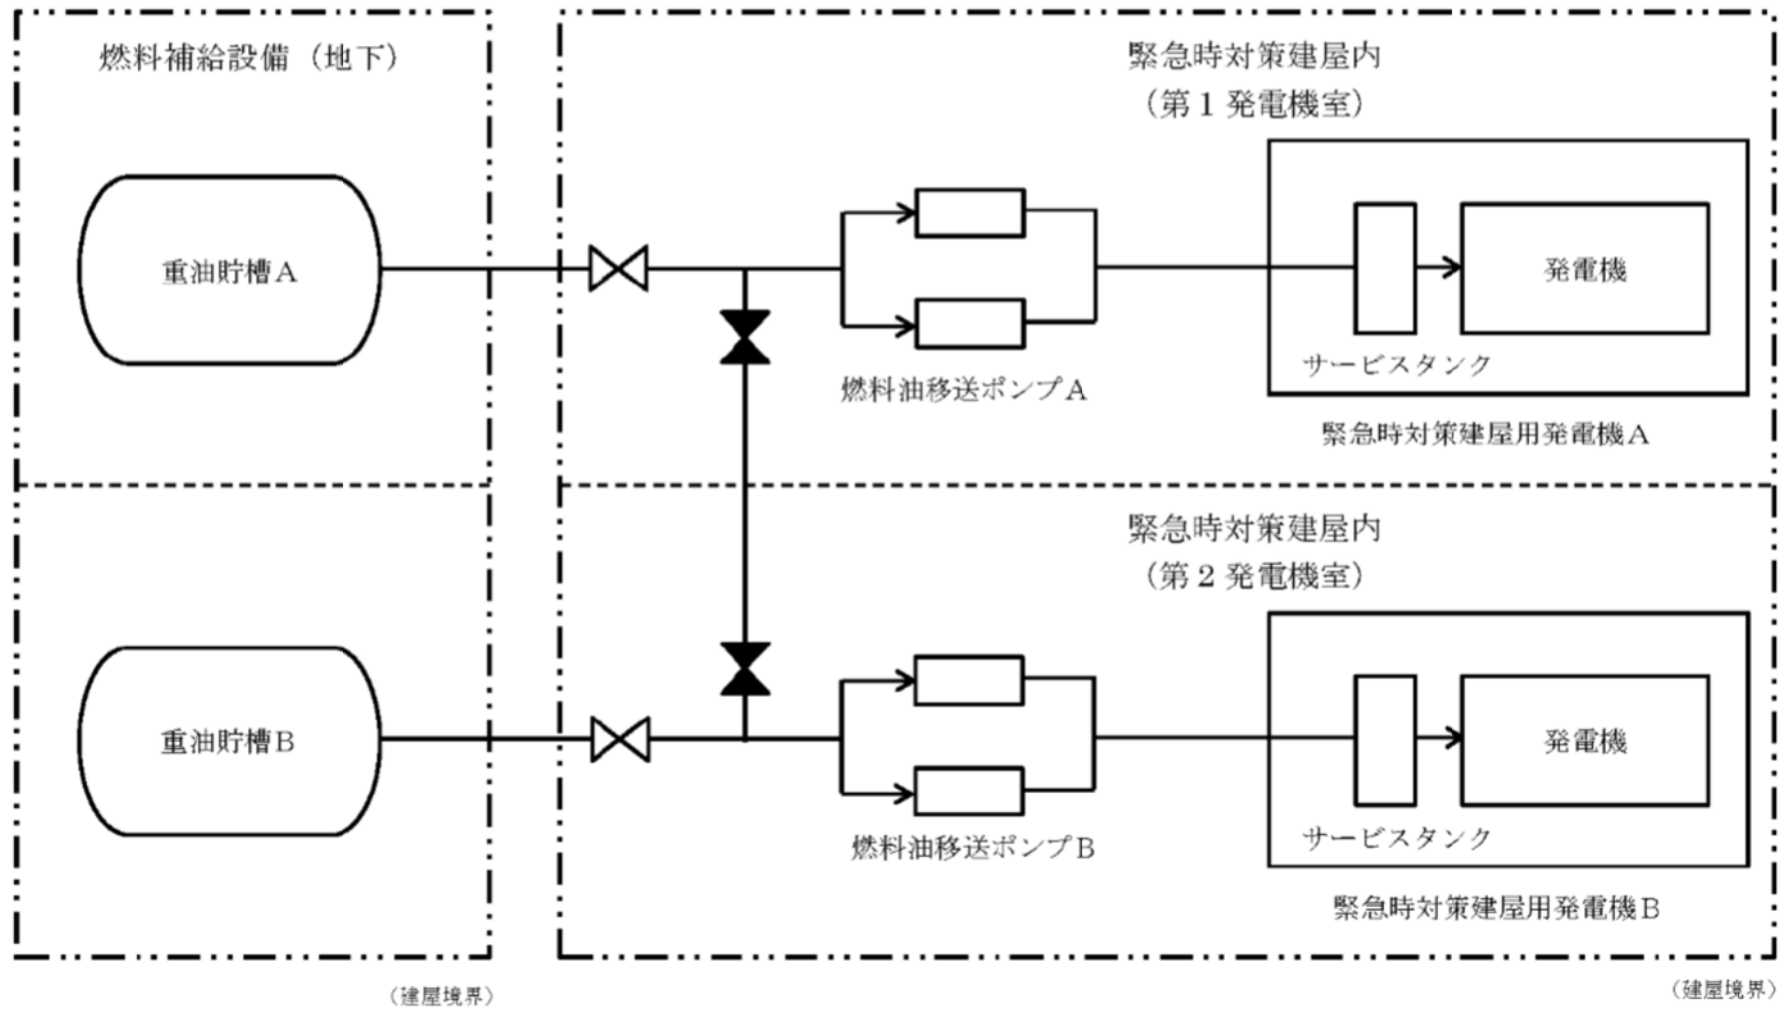 燃料補給設備（地下）
緊急時対策建屋内
（第１発電機室）
重油貯槽Ａ
発電機
サービスタンク
燃料油移送ポンプＡ
緊急時対策建屋用発電機Ａ
緊急時対策建屋内
（第２発電機室）
重油貯槽Ｂ
発電機
サービスタンク
燃料油移送ポンプＢ
緊急時対策建屋用発電機Ｂ
（建屋境界）
（建屋境界）